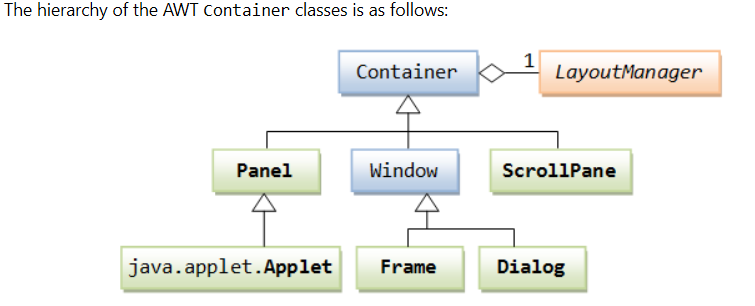 The hierarchy of the AWT Container classes is as follows:
Container
1
LayoutManager
Panel
Window
ScrollPane
java.applet.Applet
Frame
Dialog